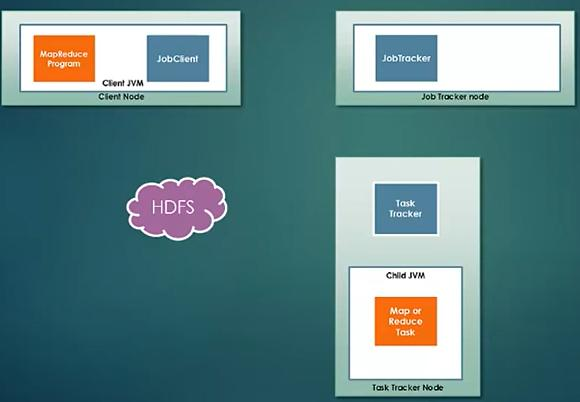 MapReduce
Program
JobClient
Client JVM
Client Node
JobTracker
Job Tracker node
HDFS
Task
Tracker
Child JVM
Map or
Reduce
Task
Task Tracker Node